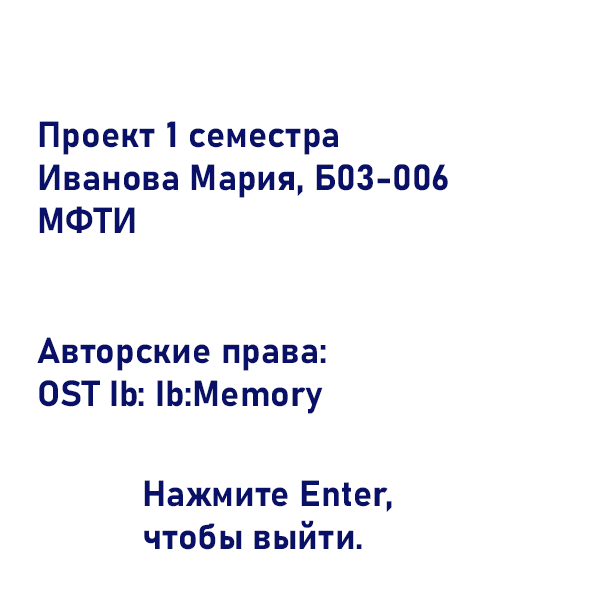 Проект 1 семестра
Иванова Мария, Б03-006
МФТИ
Авторские права:
OST Ib: Ib:Memory
Нажмите Enter,
чтобы выйти.